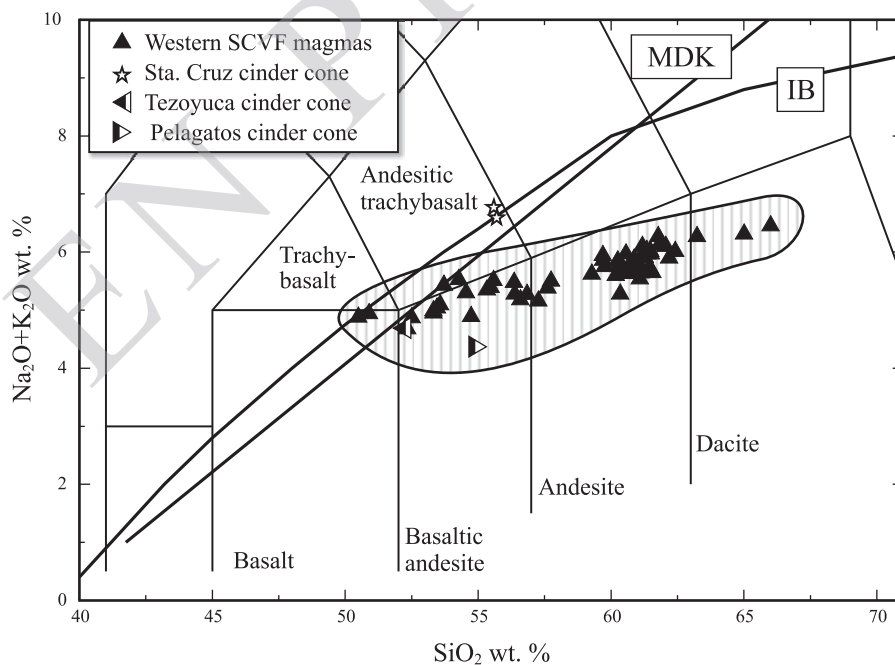 EN PR
Western SCVF magmas
Sta. Cruz cinder cone
Tezoyuca cinder cone
Pelagatos cinder cone
MDK
IB
Andesitic
trachybasalt
Trachy-
basalt
Dacite
Andesite
Basaltic
andesite
Basalt
Na₂O+K₂O wt. %
10
8
6
4
2
0
40
45
50
55
60
65
70
SiO₂ wt. %